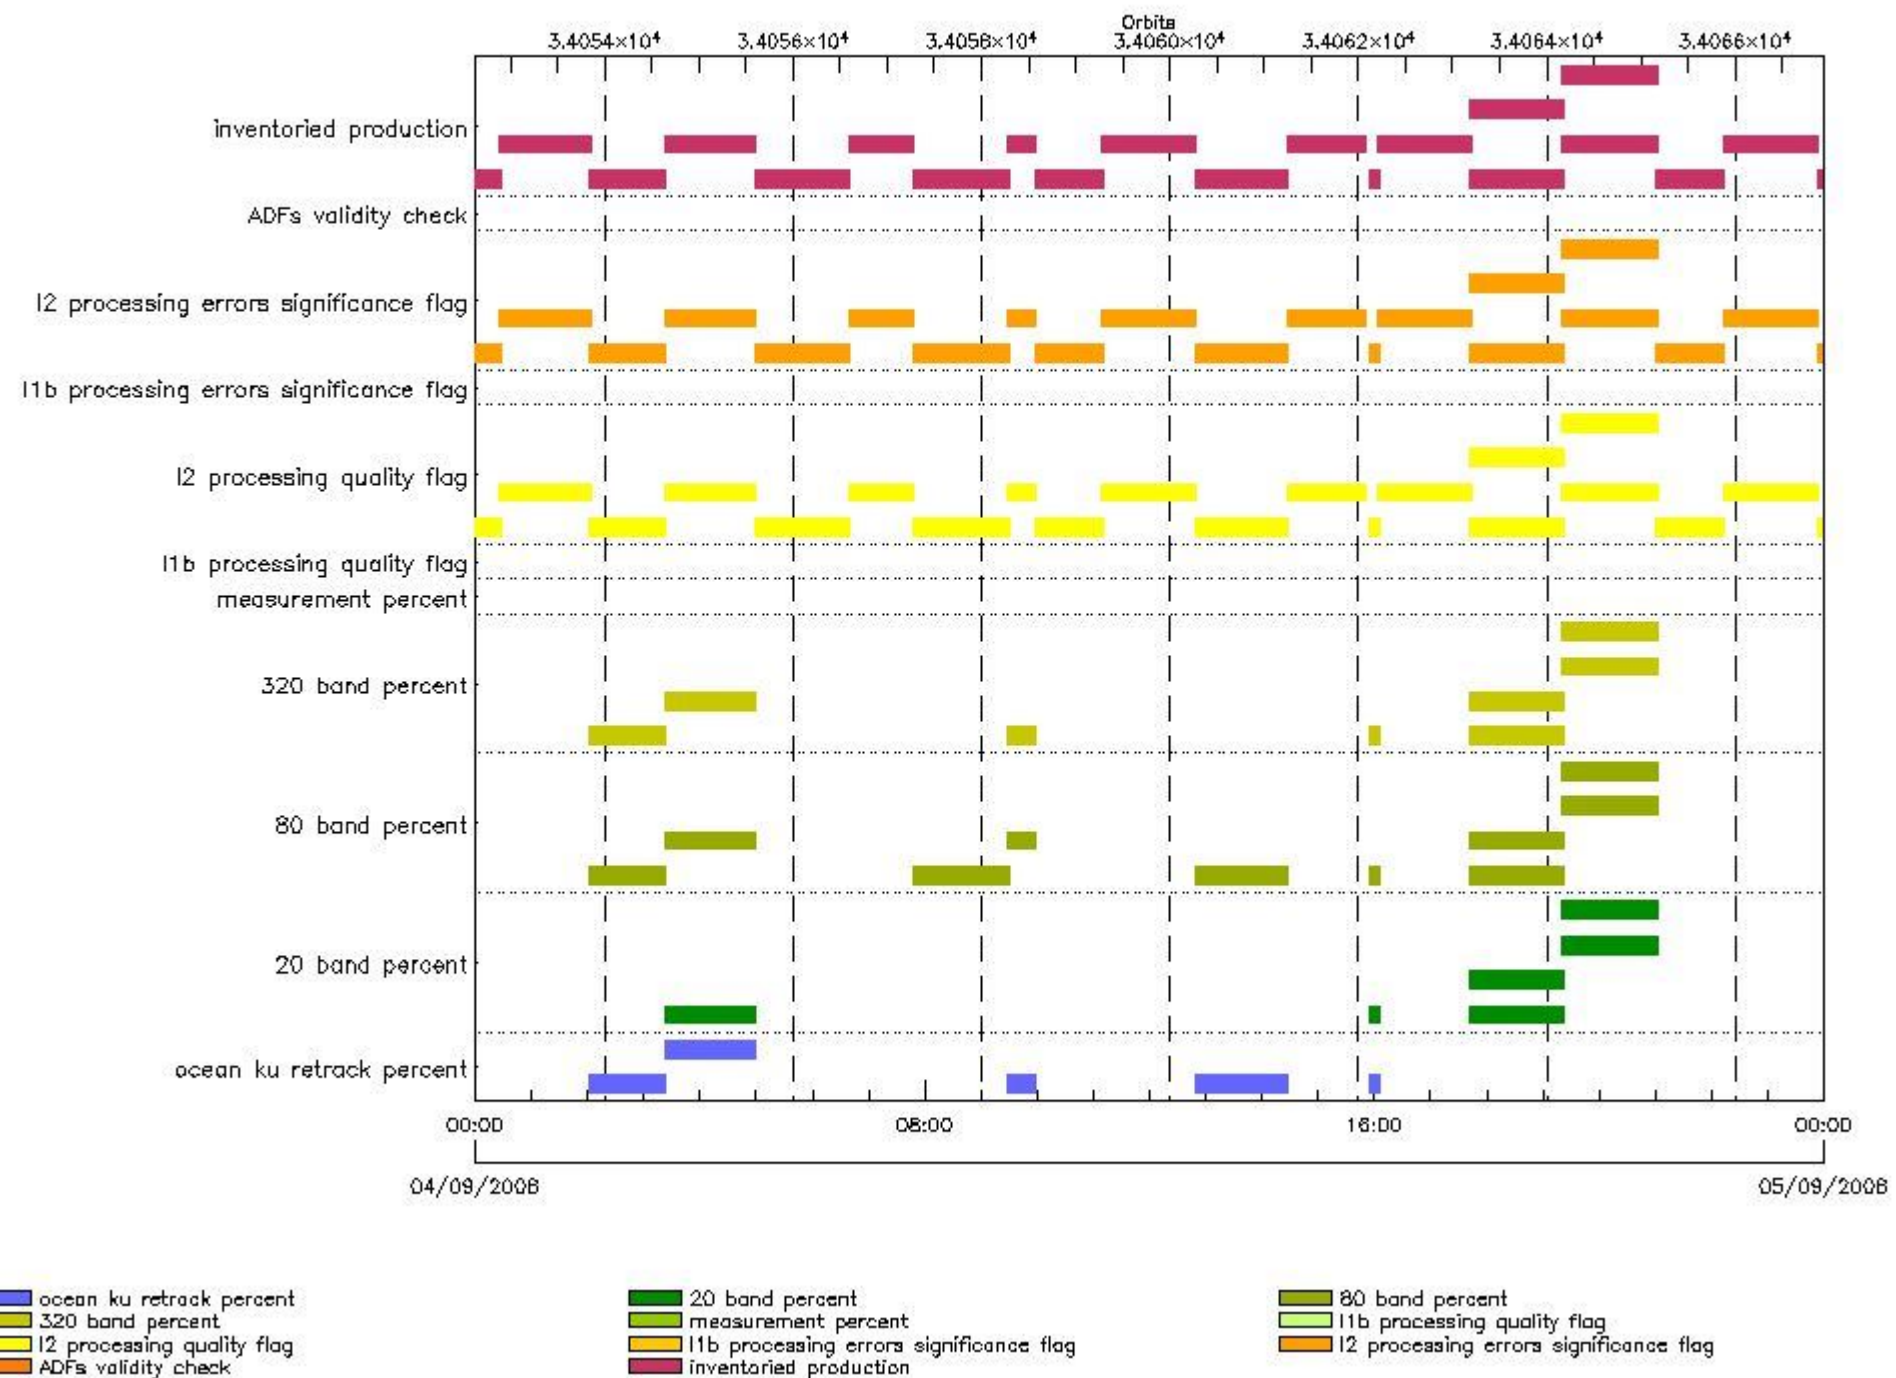 Orbits
3.4054×10⁴ 3.4056×10⁴ 3.4058×10⁴ 3.4060×10⁴ 3.4062×10⁴ 3.4064×10⁴ 3.4066×10⁴
inventoried production
ADFs validity check
l2 processing errors significance flag
l1b processing errors significance flag
l2 processing quality flag
l1b processing quality flag
measurement percent
320 band percent
80 band percent
20 band percent
ocean ku retrack percent
00:00 08:00 16:00 00:00
04/09/2008 05/09/2008
ocean ku retrack percent 20 band percent 80 band percent
320 band percent measurement percent l1b processing quality flag
l2 processing quality flag l1b processing errors significance flag l2 processing errors significance flag
ADFs validity check inventoried production